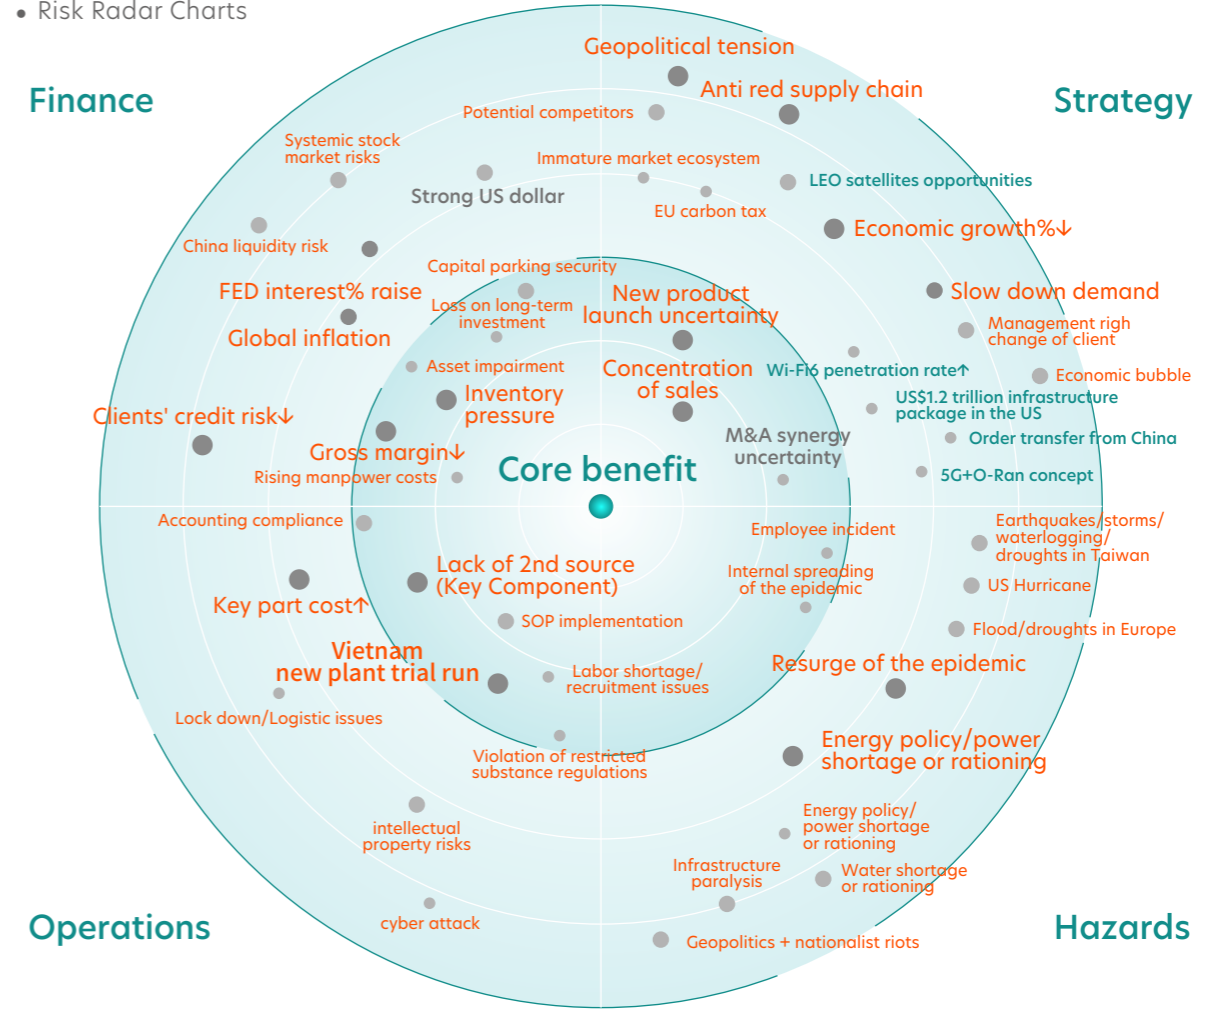 • Risk Radar Charts
Finance
Strategy
Geopolitical tension
Anti red supply chain
Potential competitors
Systemic stock
market risks
Immature market ecosystem
Strong US dollar
LEO satellites opportunities
EU carbon tax
Economic growth%↓
China liquidity risk
Capital parking security
FED interest% raise
Loss on long-term
investment
New product
launch uncertainty
Slow down demand
Global inflation
Management righ
change of client
Asset impairment
Concentration
of sales
Wi-Fi6 penetration rate↑
Economic bubble
Inventory
pressure
US$1.2 trillion infrastructure
package in the US
Clients' credit risk↓
Gross margin↓
M&A synergy
uncertainty
Order transfer from China
Rising manpower costs
Core benefit
5G+O-Ran concept
Accounting compliance
Employee incident
Earthquakes/storms/
waterlogging/
droughts in Taiwan
Lack of 2nd source
(Key Component)
Internal spreading
of the epidemic
US Hurricane
Key part cost↑
SOP implementation
Flood/droughts in Europe
Vietnam
new plant trial run
Labor shortage/
recruitment issues
Resurge of the epidemic
Lock down/Logistic issues
Violation of restricted
substance regulations
Energy policy/power
shortage or rationing
intellectual
property risks
Energy policy/
power shortage
or rationing
Infrastructure
paralysis
Water shortage
or rationing
cyber attack
Geopolitics + nationalist riots
Operations
Hazards